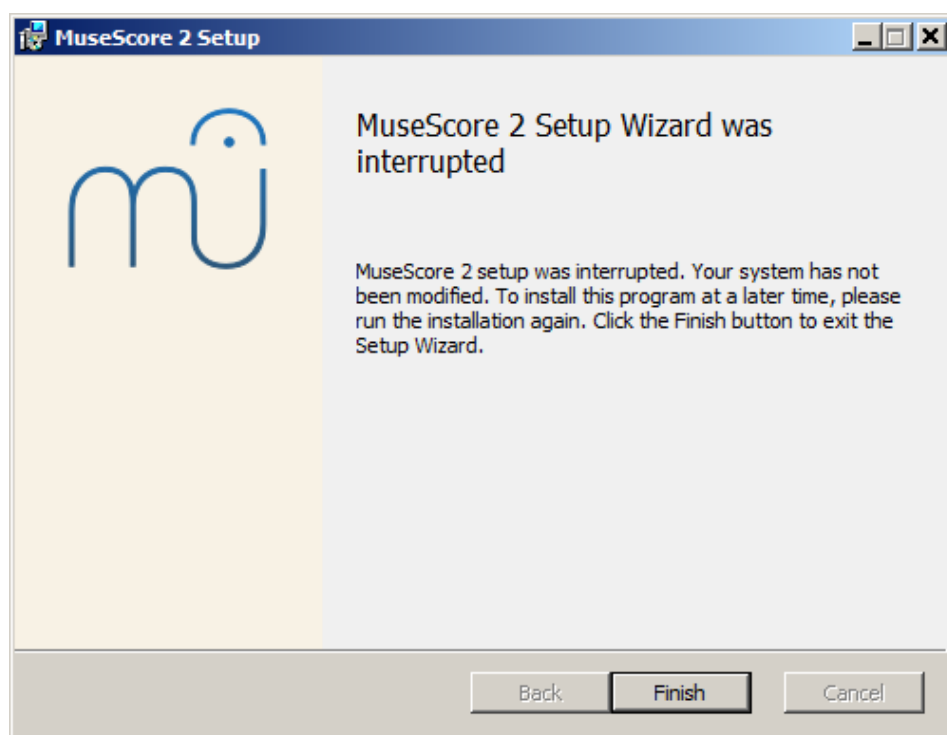 MuseScore 2 Setup
MuseScore 2 Setup Wizard was
interrupted
MuseScore 2 setup was interrupted. Your system has not
been modified. To install this program at a later time, please
run the installation again. Click the Finish button to exit the
Setup Wizard.
Back
Finish
Cancel